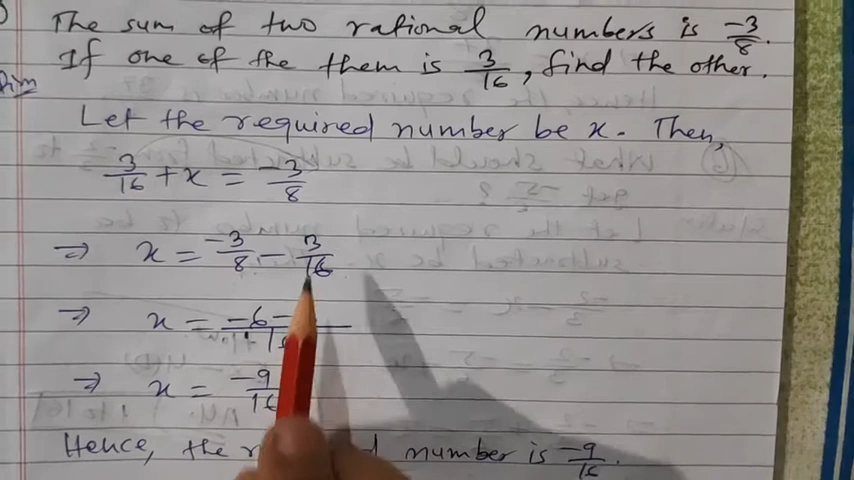 The sum of two rational numbers is -3/8.
If one of the them is 3/16, find the other.
Let the required number be x. Then,
3/16 + x = -3/8
⇒ x = -3/8 - 3/16
⇒ x = -6 -
⇒ x = -9/16
Hence, the number is -9/16.